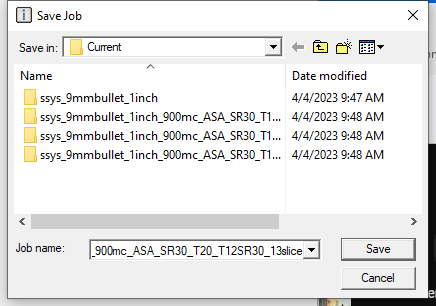 Save Job
Save in: Current
Name Date modified
ssys_9mmbullet_1inch 4/4/2023 9:47 AM
ssys_9mmbullet_1inch_900mc_ASA_SR30_T1... 4/4/2023 9:48 AM
ssys_9mmbullet_1inch_900mc_ASA_SR30_T1... 4/4/2023 9:48 AM
ssys_9mmbullet_1inch_900mc_ASA_SR30_T1... 4/4/2023 9:48 AM
Job name: _900mc_ASA_SR30_T20_T12SR30_13slice Save
Cancel